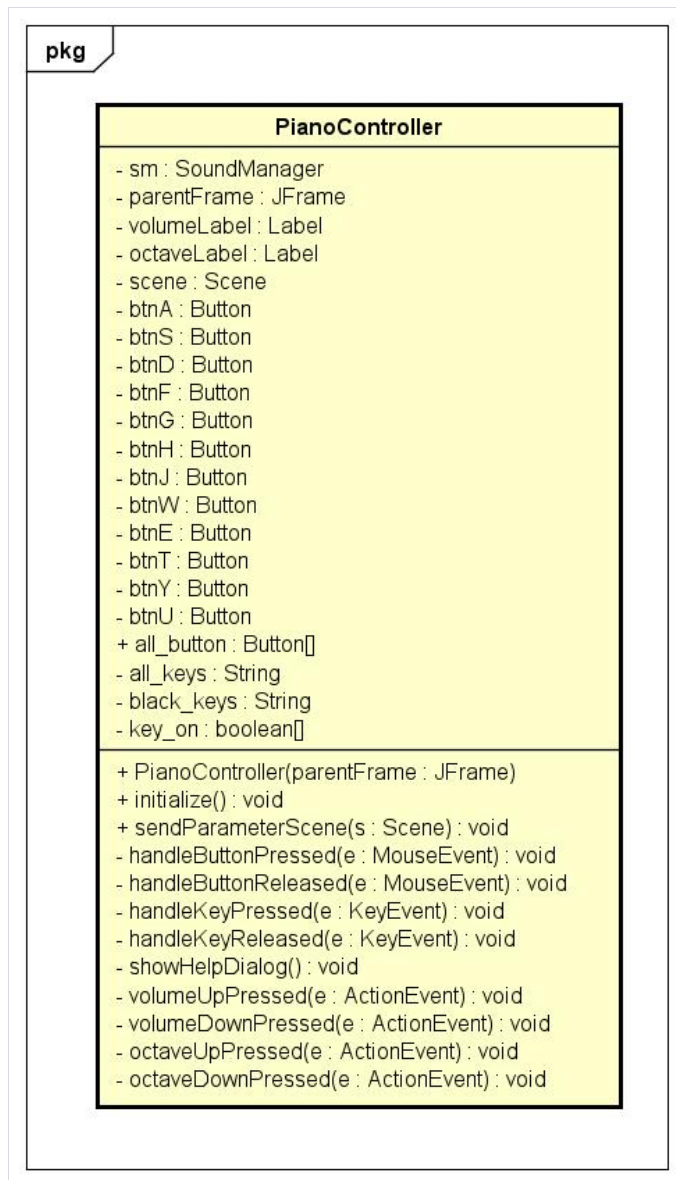 pkg
PianoController
- sm : SoundManager
- parentFrame : JFrame
- volumeLabel : Label
- octaveLabel : Label
- scene : Scene
- btnA : Button
- btnS : Button
- btnD : Button
- btnF : Button
- btnG : Button
- btnH : Button
- btnJ : Button
- btnW : Button
- btnE : Button
- btnT : Button
- btnY : Button
- btnU : Button
+ all_button : Button[]
- all_keys : String
- black_keys : String
- key_on : boolean[]
+ PianoController(parentFrame : JFrame)
+ initialize() : void
+ sendParameterScene(s : Scene) : void
- handleButtonPressed(e : MouseEvent) : void
- handleButtonReleased(e : MouseEvent) : void
- handleKeyPressed(e : KeyEvent) : void
- handleKeyReleased(e : KeyEvent) : void
- showHelpDialog() : void
- volumeUpPressed(e : ActionEvent) : void
- volumeDownPressed(e : ActionEvent) : void
- octaveUpPressed(e : ActionEvent) : void
- octaveDownPressed(e : ActionEvent) : void